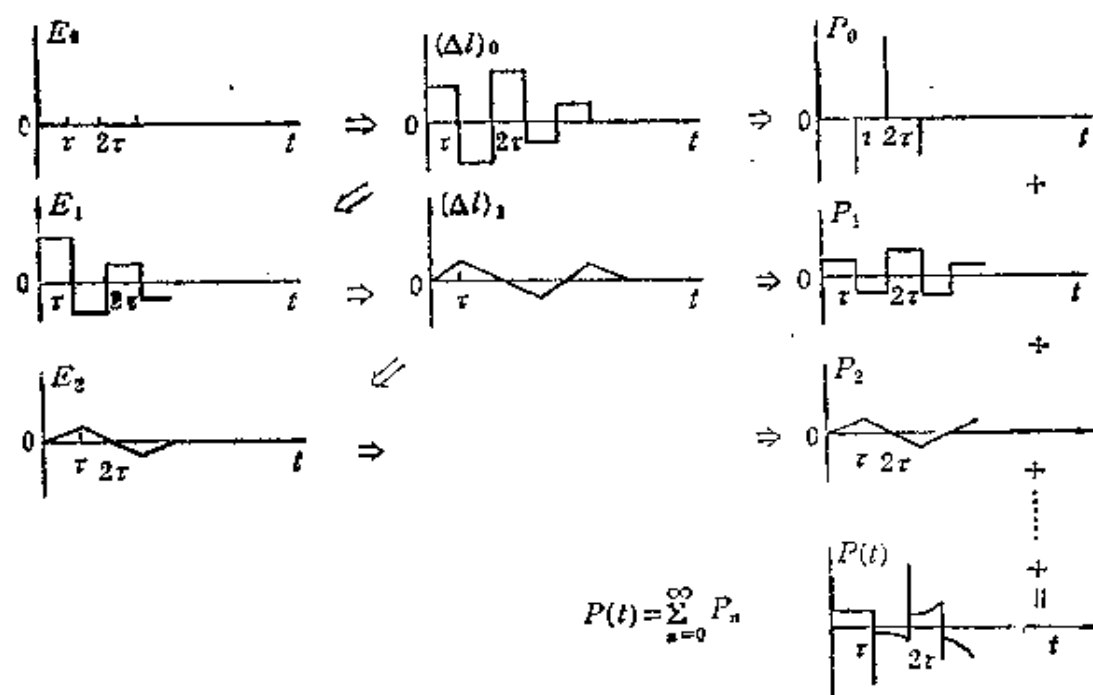 E₀ (Δl)₀ P₀
0 τ 2τ t ⇒ 0 τ 2τ t ⇒ 0 τ 2τ t
⇙ +
E₁ (Δl)₁ P₁
0 τ 2τ t ⇒ 0 τ t ⇒ 0 τ 2τ t
⇙ +
E₂ P₂
0 τ 2τ t ⇒ ⇒ 0 τ 2τ t
+
……
+
P(t) =
P(t)=∑_{n=0}^{∞} Pₙ
τ 2τ t